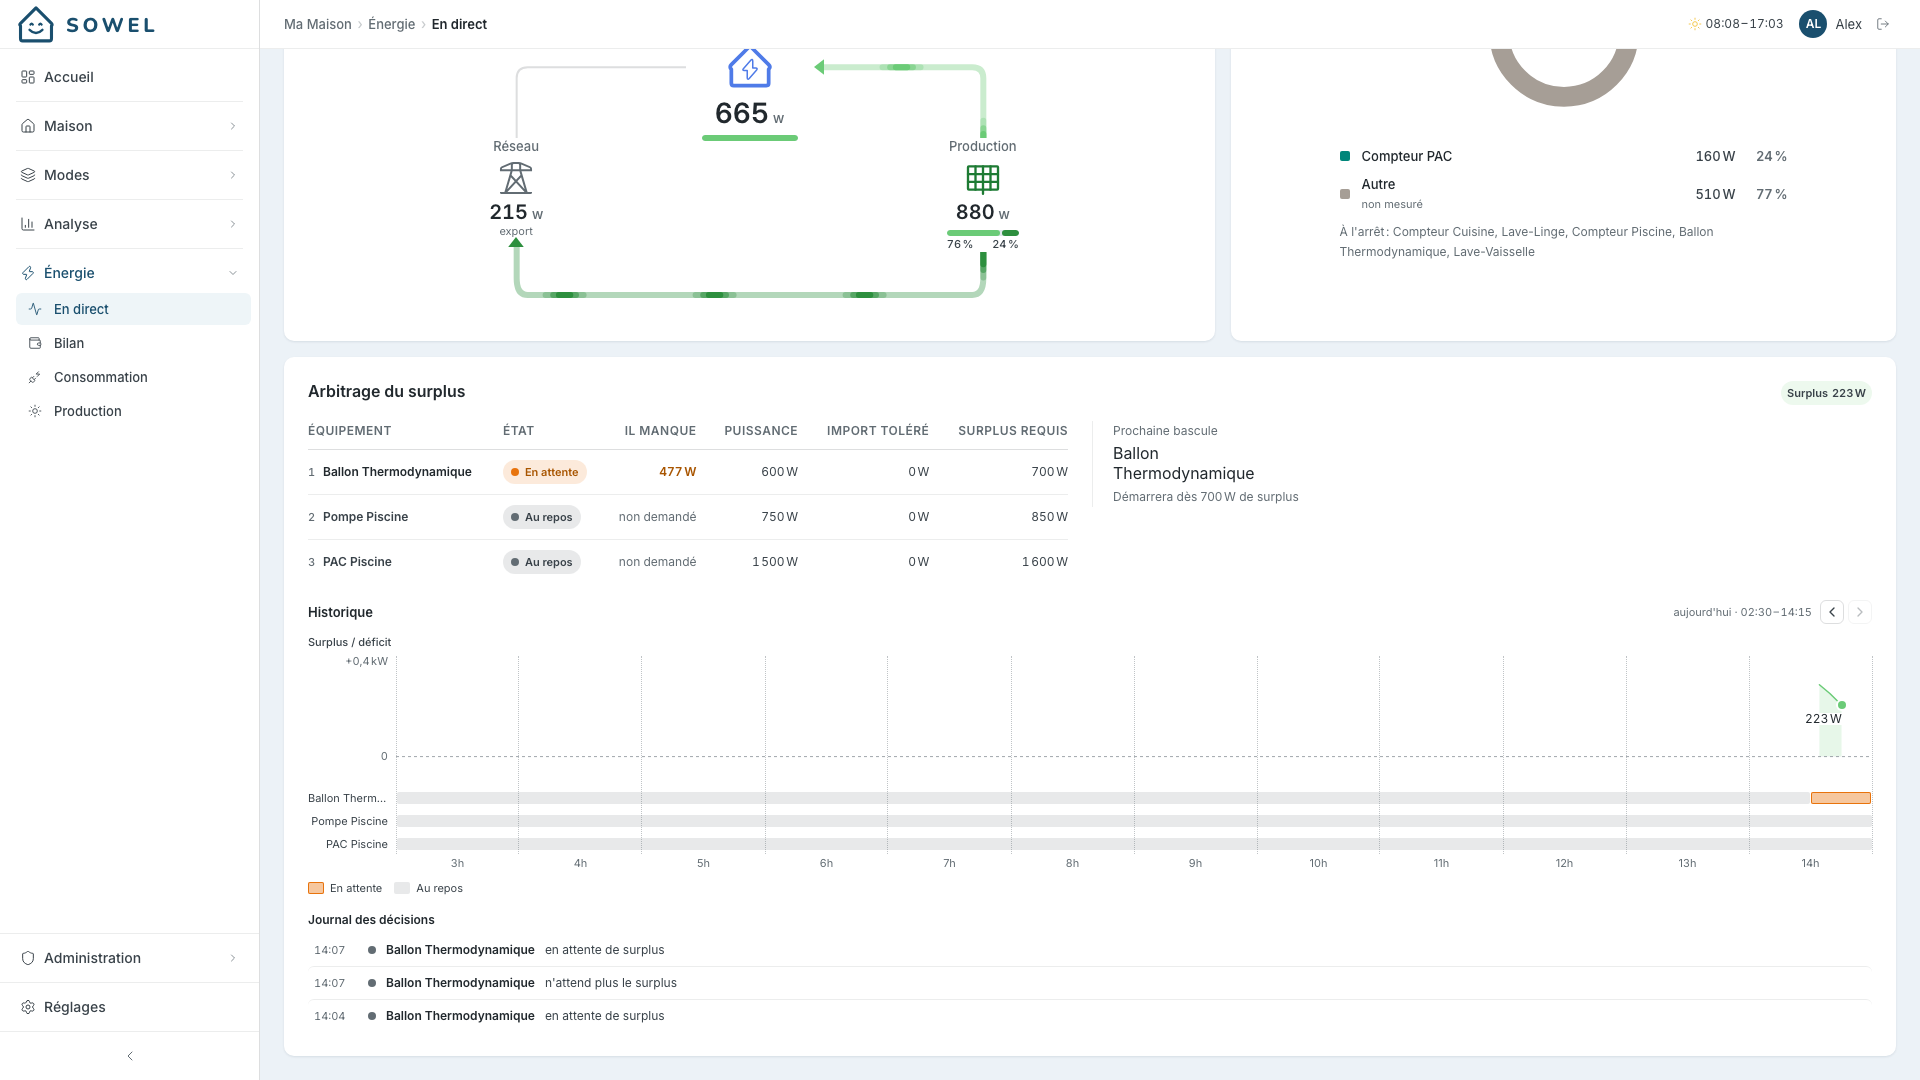 SOWEL
Ma Maison › Énergie › En direct
08:08–17:03
AL
Alex
Accueil
Maison
Modes
Analyse
Énergie
En direct
Bilan
Consommation
Production
Administration
Réglages
665 W
Réseau
215 W
export
Production
880 W
76 % 24 %
Compteur PAC 160 W 24 %
Autre 510 W 77 %
non mesuré
À l'arrêt : Compteur Cuisine, Lave-Linge, Compteur Piscine, Ballon
Thermodynamique, Lave-Vaisselle
Arbitrage du surplus
Surplus 223 W
ÉQUIPEMENT ÉTAT IL MANQUE PUISSANCE IMPORT TOLÉRÉ SURPLUS REQUIS
1 Ballon Thermodynamique En attente 477 W 600 W 0 W 700 W
2 Pompe Piscine Au repos non demandé 750 W 0 W 850 W
3 PAC Piscine Au repos non demandé 1 500 W 0 W 1 600 W
Prochaine bascule
Ballon
Thermodynamique
Démarrera dès 700 W de surplus
Historique
aujourd'hui · 02:30–14:15
Surplus / déficit
+0,4 kW
223 W
0
Ballon Therm...
Pompe Piscine
PAC Piscine
3h 4h 5h 6h 7h 8h 9h 10h 11h 12h 13h 14h
En attente Au repos
Journal des décisions
14:07 Ballon Thermodynamique en attente de surplus
14:07 Ballon Thermodynamique n'attend plus le surplus
14:04 Ballon Thermodynamique en attente de surplus